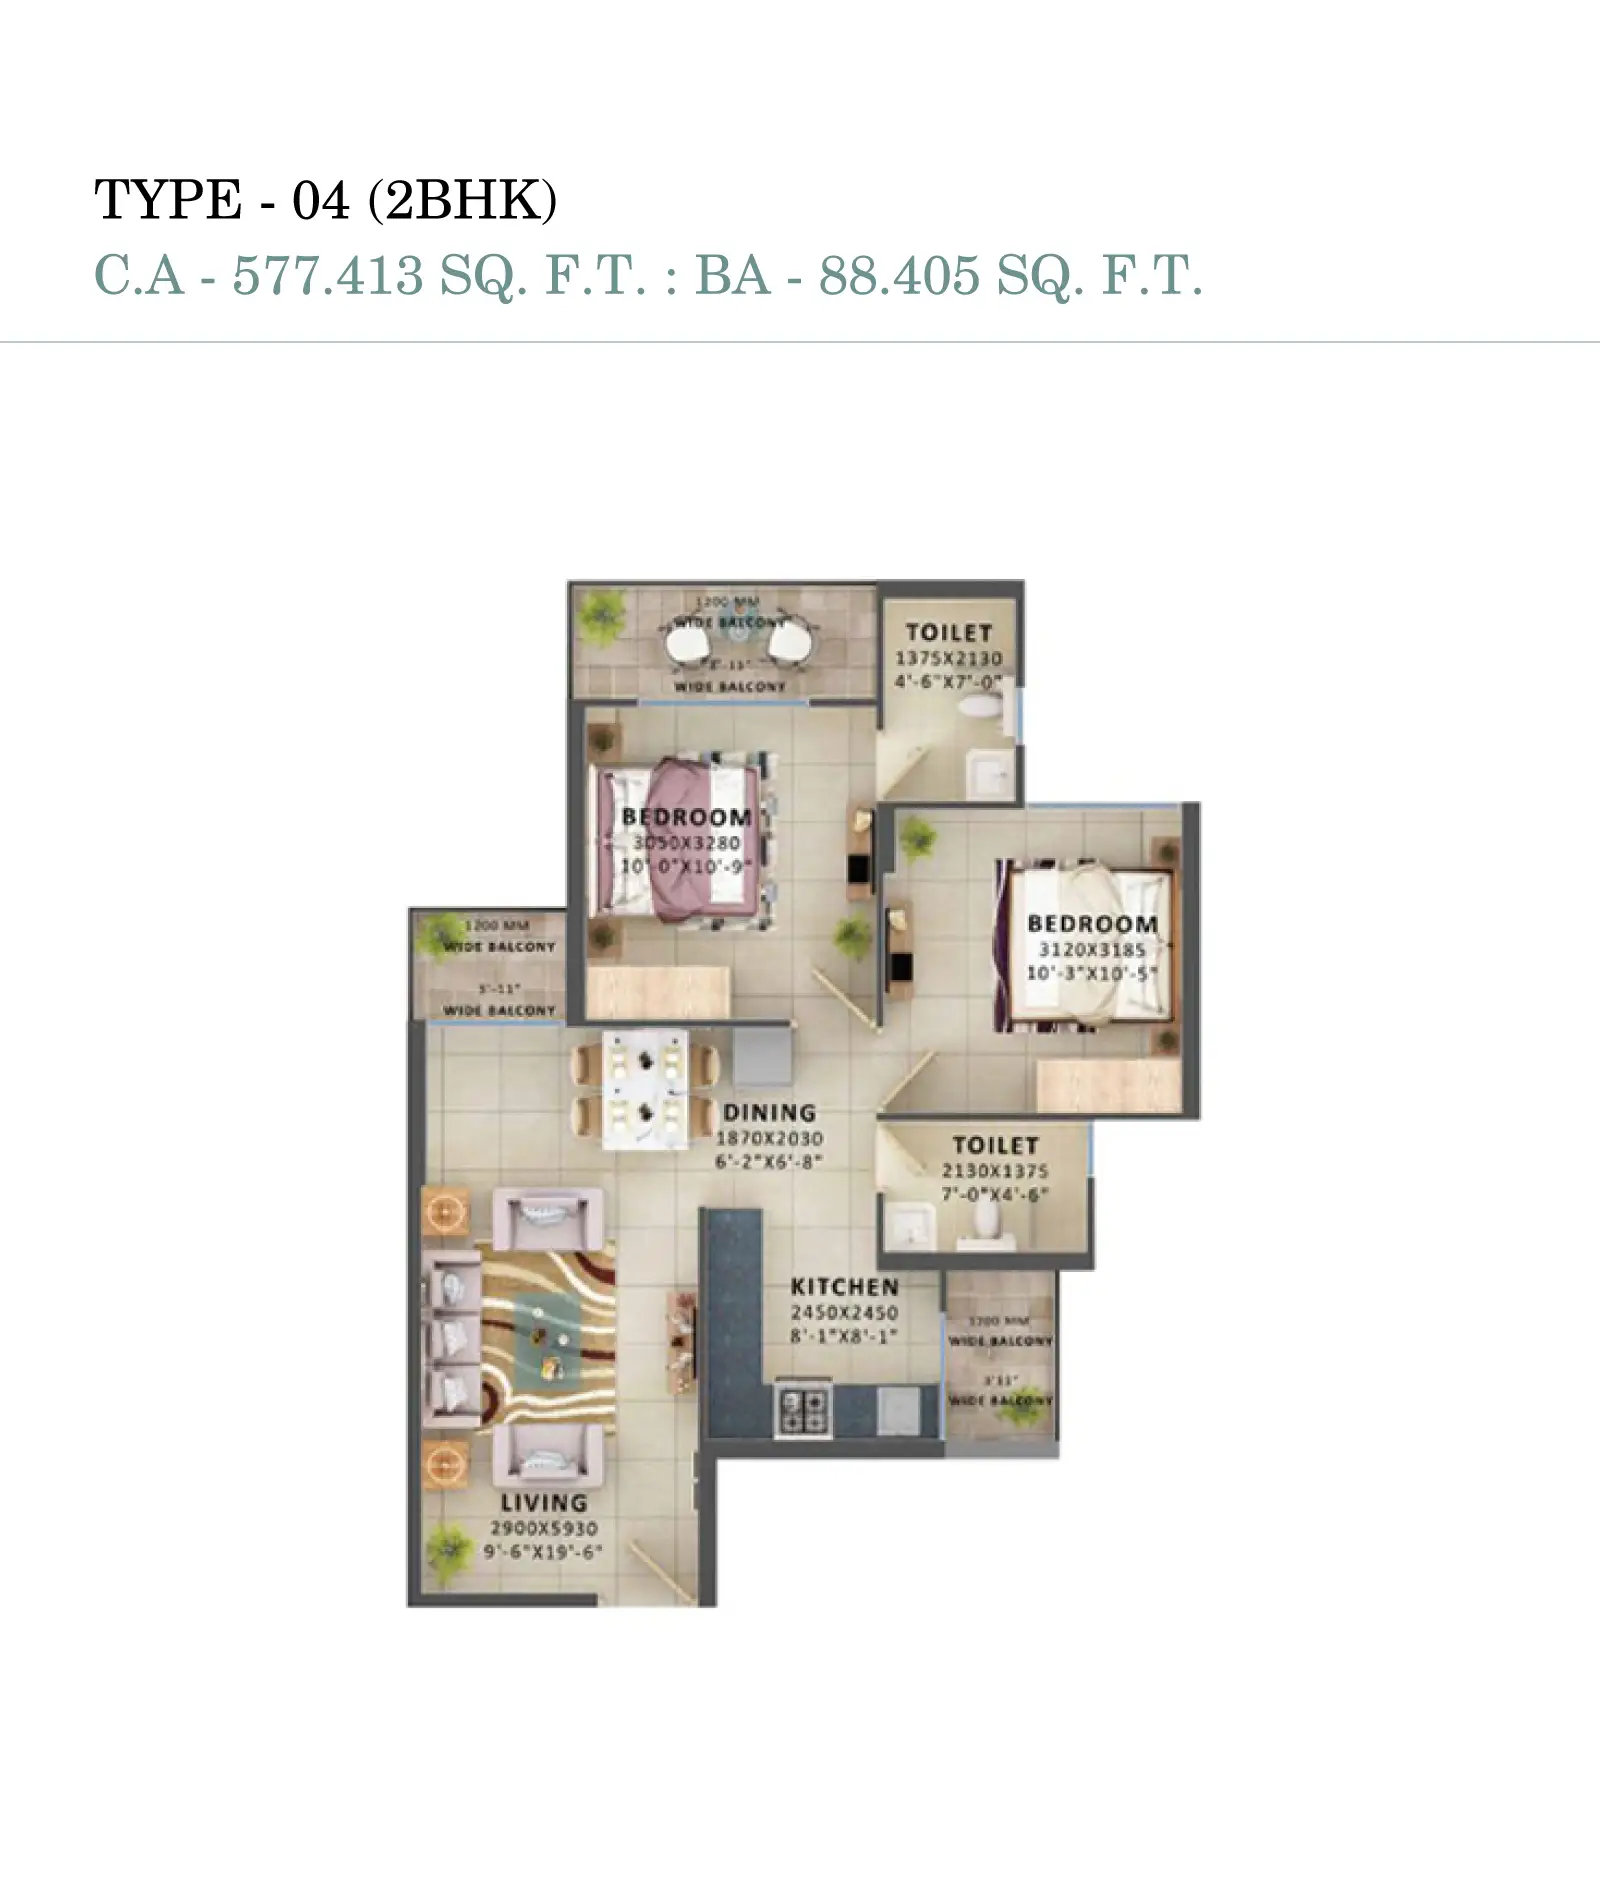 TYPE - 04 (2BHK)
C.A - 577.413 SQ. F.T. : BA - 88.405 SQ. F.T.
1200 MM
WIDE BALCONY
WIDE BALCONY
TOILET
1375X2130
4'-6"X7'-0"
BEDROOM
3050X3280
10'-0"X10'-9"
BEDROOM
3120X3185
10'-3"X10'-5"
1200 MM
WIDE BALCONY
3'-11"
WIDE BALCONY
DINING
1870X2030
6'-2"X6'-8"
TOILET
2130X1375
7'-0"X4'-6"
KITCHEN
2450X2450
8'-1"X8'-1"
1200 MM
WIDE BALCONY
3'11"
WIDE BALCONY
LIVING
2900X5930
9'-6"X19'-6"